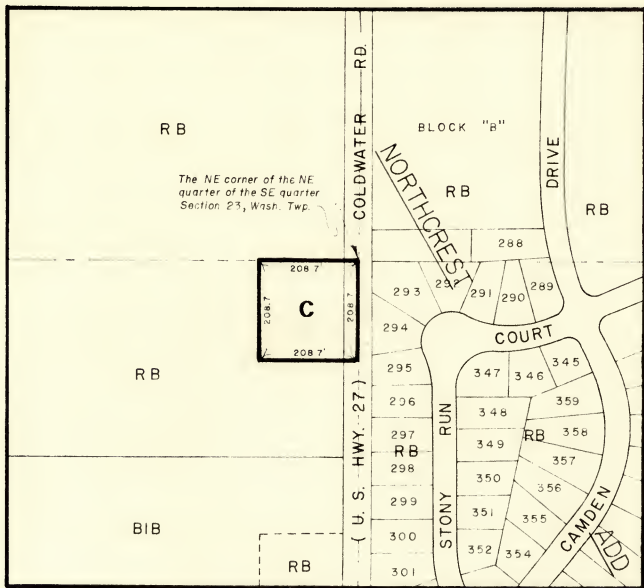 RB
COLDWATER RD.
BLOCK "B"
DRIVE
RB
RB
The NE corner of the NE
quarter of the SE quarter
Section 23, Wash. Twp.
NORTHCREST
288
208.7'
208.7
C
208.7
208.7'
293
292
291
290
289
294
COURT
295
347
346
345
RB
296
348
359
( U. S. HWY. 27 )
297
RB
298
STONY RUN
349
RB
358
350
357
299
351
356
BIB
300
355
CAMDEN
ADD
RB
301
352
354